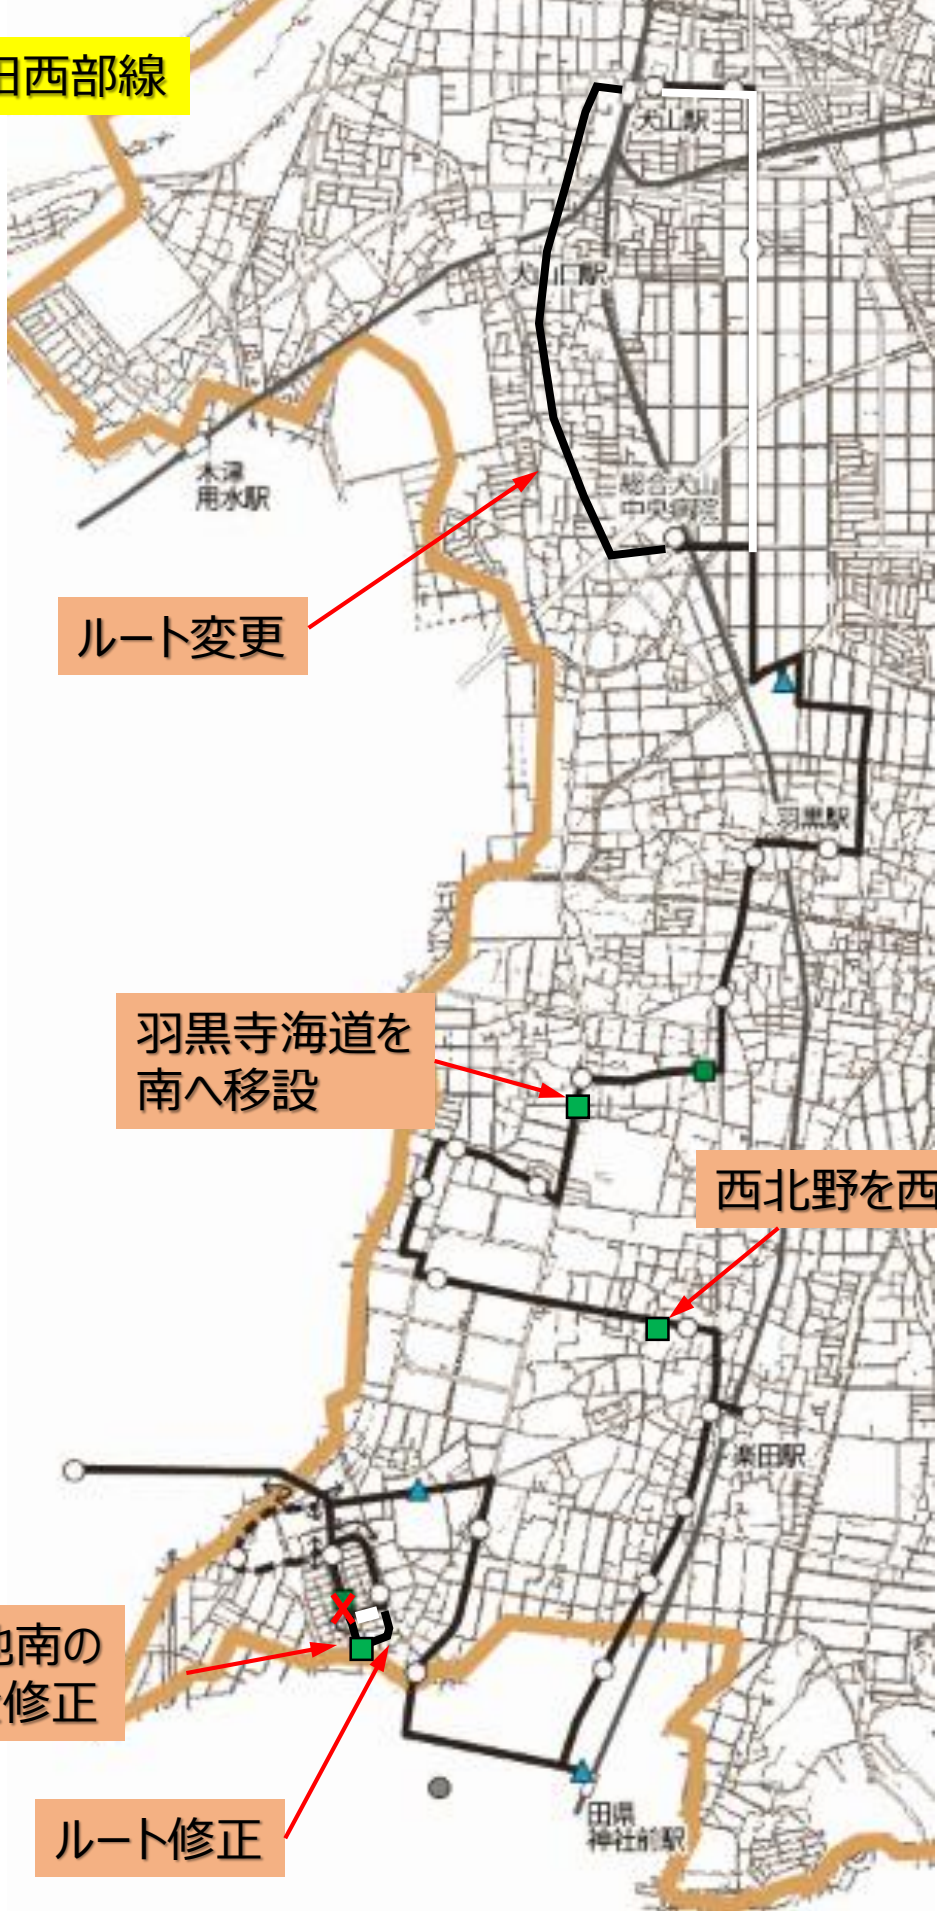 田西部線
犬山駅
犬山口駅
木津
用水駅
総合犬山
中央病院
ルート変更
羽黒駅
羽黒寺海道を
南へ移設
西北野を西
楽田駅
池南の
修正
ルート修正
田県
神社前駅